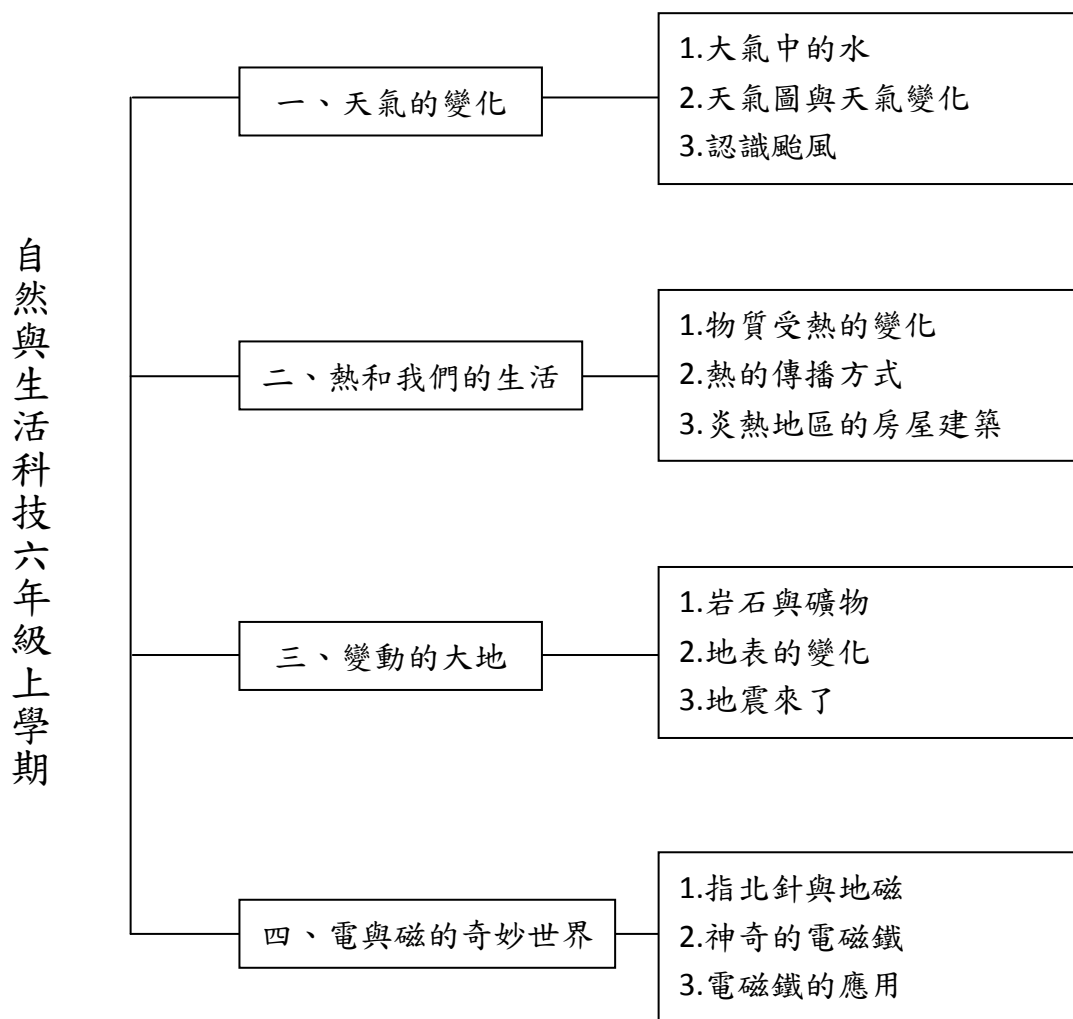 自然與生活科技六年級上學期
一、天氣的變化
1.大氣中的水
2.天氣圖與天氣變化
3.認識颱風
二、熱和我們的生活
1.物質受熱的變化
2.熱的傳播方式
3.炎熱地區的房屋建築
三、變動的大地
1.岩石與礦物
2.地表的變化
3.地震來了
四、電與磁的奇妙世界
1.指北針與地磁
2.神奇的電磁鐵
3.電磁鐵的應用